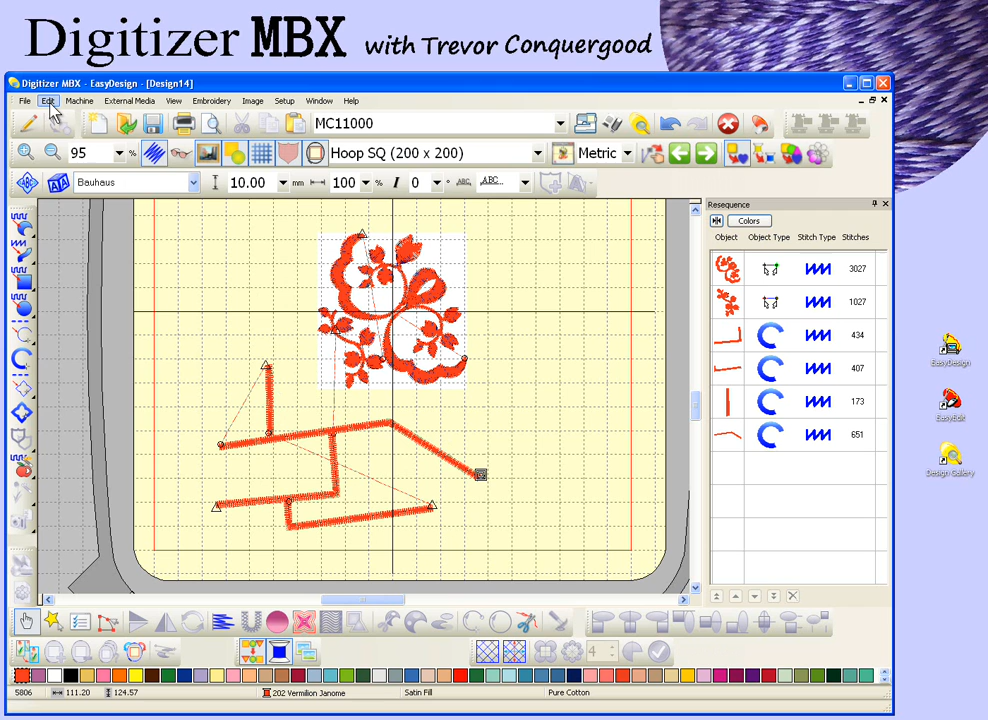 Digitizer MBX with Trevor Conquergood
Digitizer MBX - EasyDesign - [Design14]
File Edit Machine External Media View Embroidery Image Setup Window Help
MC11000
95 % Hoop SQ (200 x 200) Metric
Bauhaus 10.00 mm 100 % I 0 ° ABC ABC
Resequence
Colors
Object Object Type Stitch Type Stitches
3027
1027
434
407
173
651
EasyDesign
EasyEdit
Design Gallery
4
5806 111.20 124.57 202 Vermilion Janome Satin Fill Pure Cotton